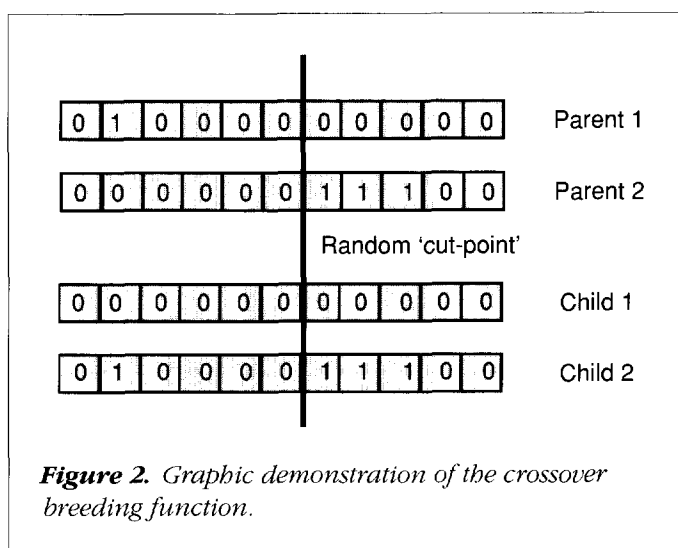 0 1 0 0 0 0 0 0 0 0 0 Parent 1
0 0 0 0 0 0 1 1 1 0 0 Parent 2
Random 'cut-point'
0 0 0 0 0 0 0 0 0 0 0 Child 1
0 1 0 0 0 0 1 1 1 0 0 Child 2
Figure 2. Graphic demonstration of the crossover
breeding function.